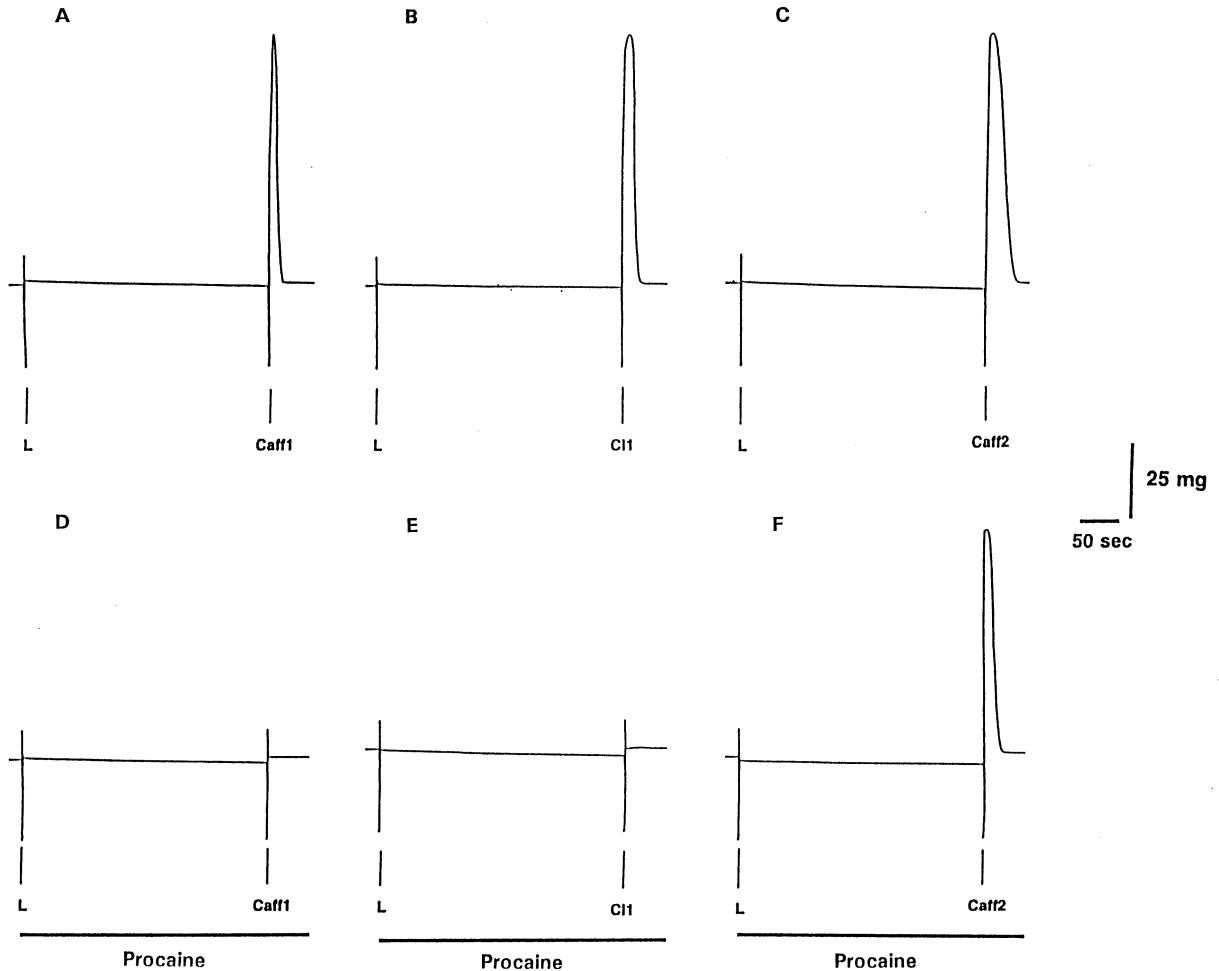 A
B
C
L
Caff1
L
Cl1
L
Caff2
25 mg
50 sec
D
E
F
L
Caff1
L
Cl1
L
Caff2
Procaine
Procaine
Procaine